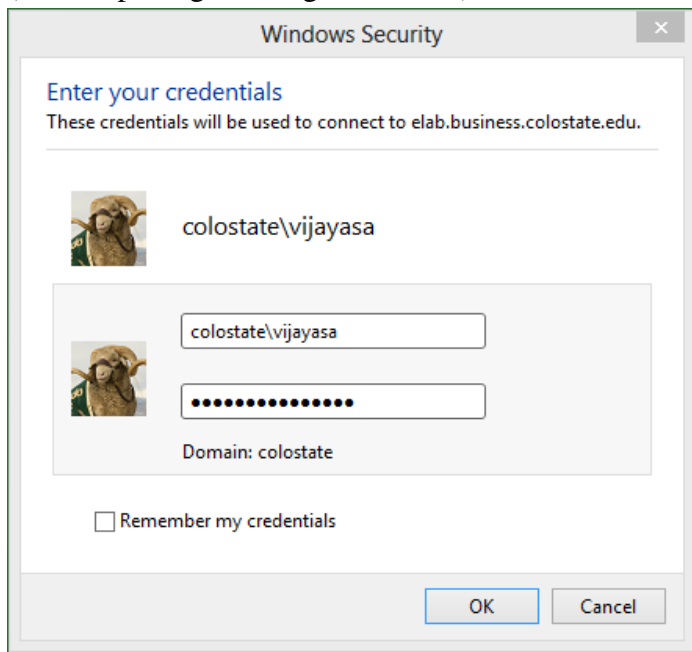 Windows Security
Enter your credentials
These credentials will be used to connect to elab.business.colostate.edu.
colostate\vijayasa
colostate\vijayasa
●●●●●●●●●●●●●●●
Domain: colostate
Remember my credentials
OK Cancel